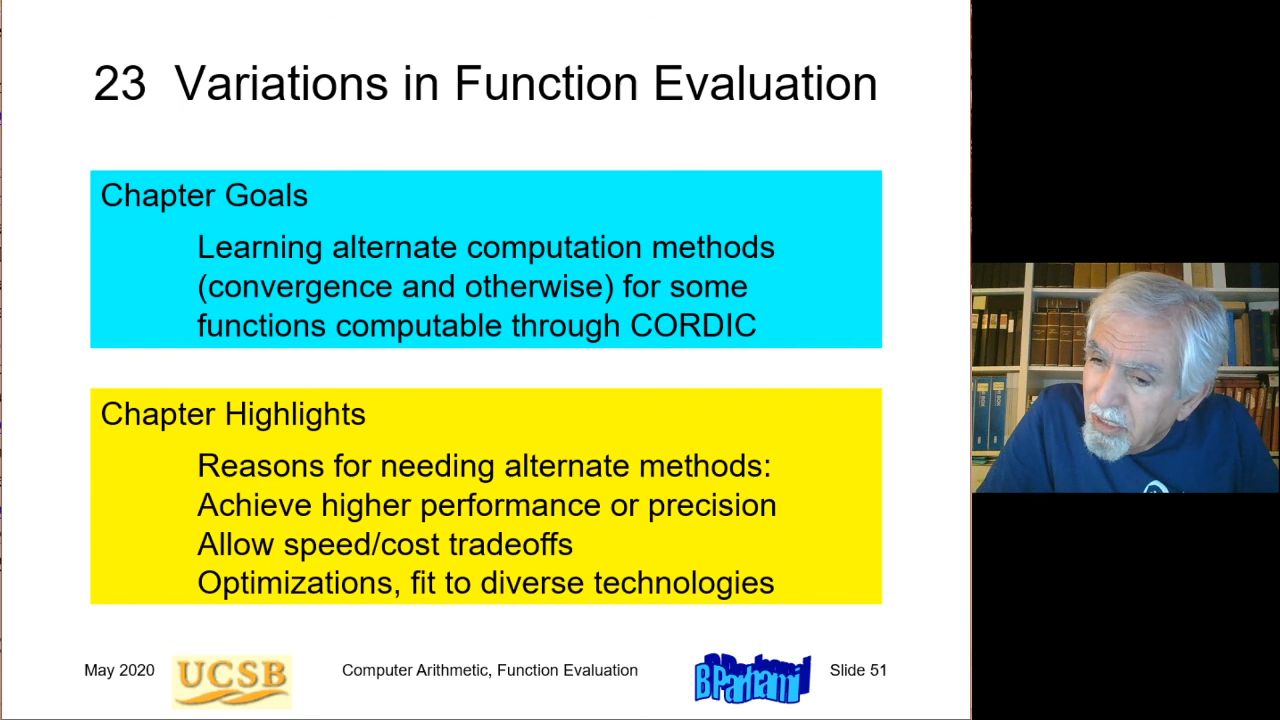 23 Variations in Function Evaluation
Chapter Goals
Learning alternate computation methods
(convergence and otherwise) for some
functions computable through CORDIC
Chapter Highlights
Reasons for needing alternate methods:
Achieve higher performance or precision
Allow speed/cost tradeoffs
Optimizations, fit to diverse technologies
May 2020
UCSB
Computer Arithmetic, Function Evaluation
B Parhami
Slide 51